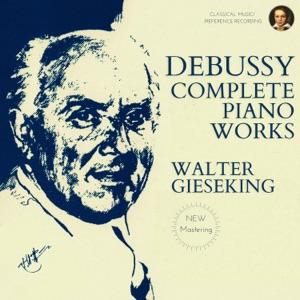 CLASSICAL MUSIC/
REFERENCE RECORDING
DEBUSSY
COMPLETE
PIANO
WORKS
WALTER
GIESEKING
NEW
Mastering